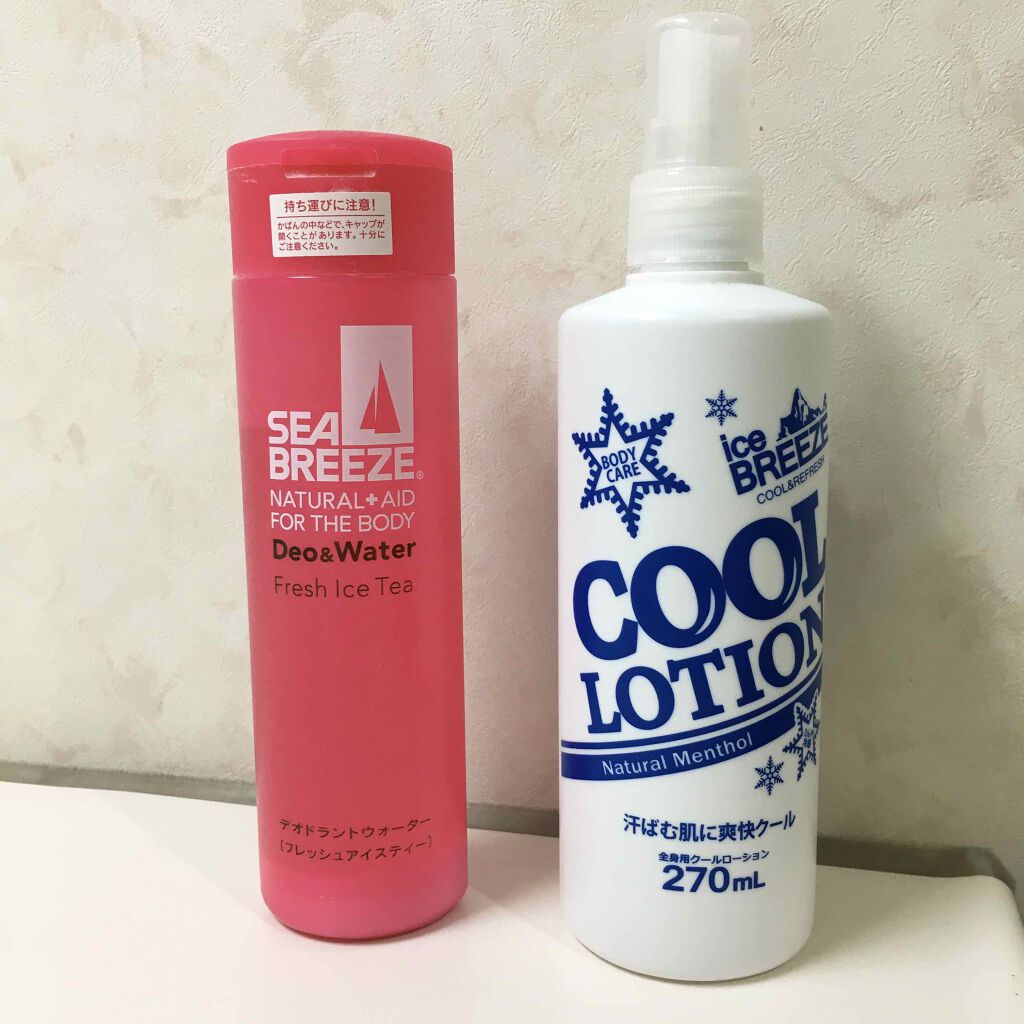 持ち運びに注意!
かばんの中などで、キャップが
開くことがあります。十分に
ご注意ください。
SEA
BREEZE®
NATURAL+AID
FOR THE BODY
Deo&Water
Fresh Ice Tea
デオドラントウォーター
[フレッシュアイスティー]
BODY
CARE
ice
BREEZE
COOL&REFRESH
COOL
LOTION
Natural Menthol
汗ばむ肌に爽快クール
全身用クールローション
270mL